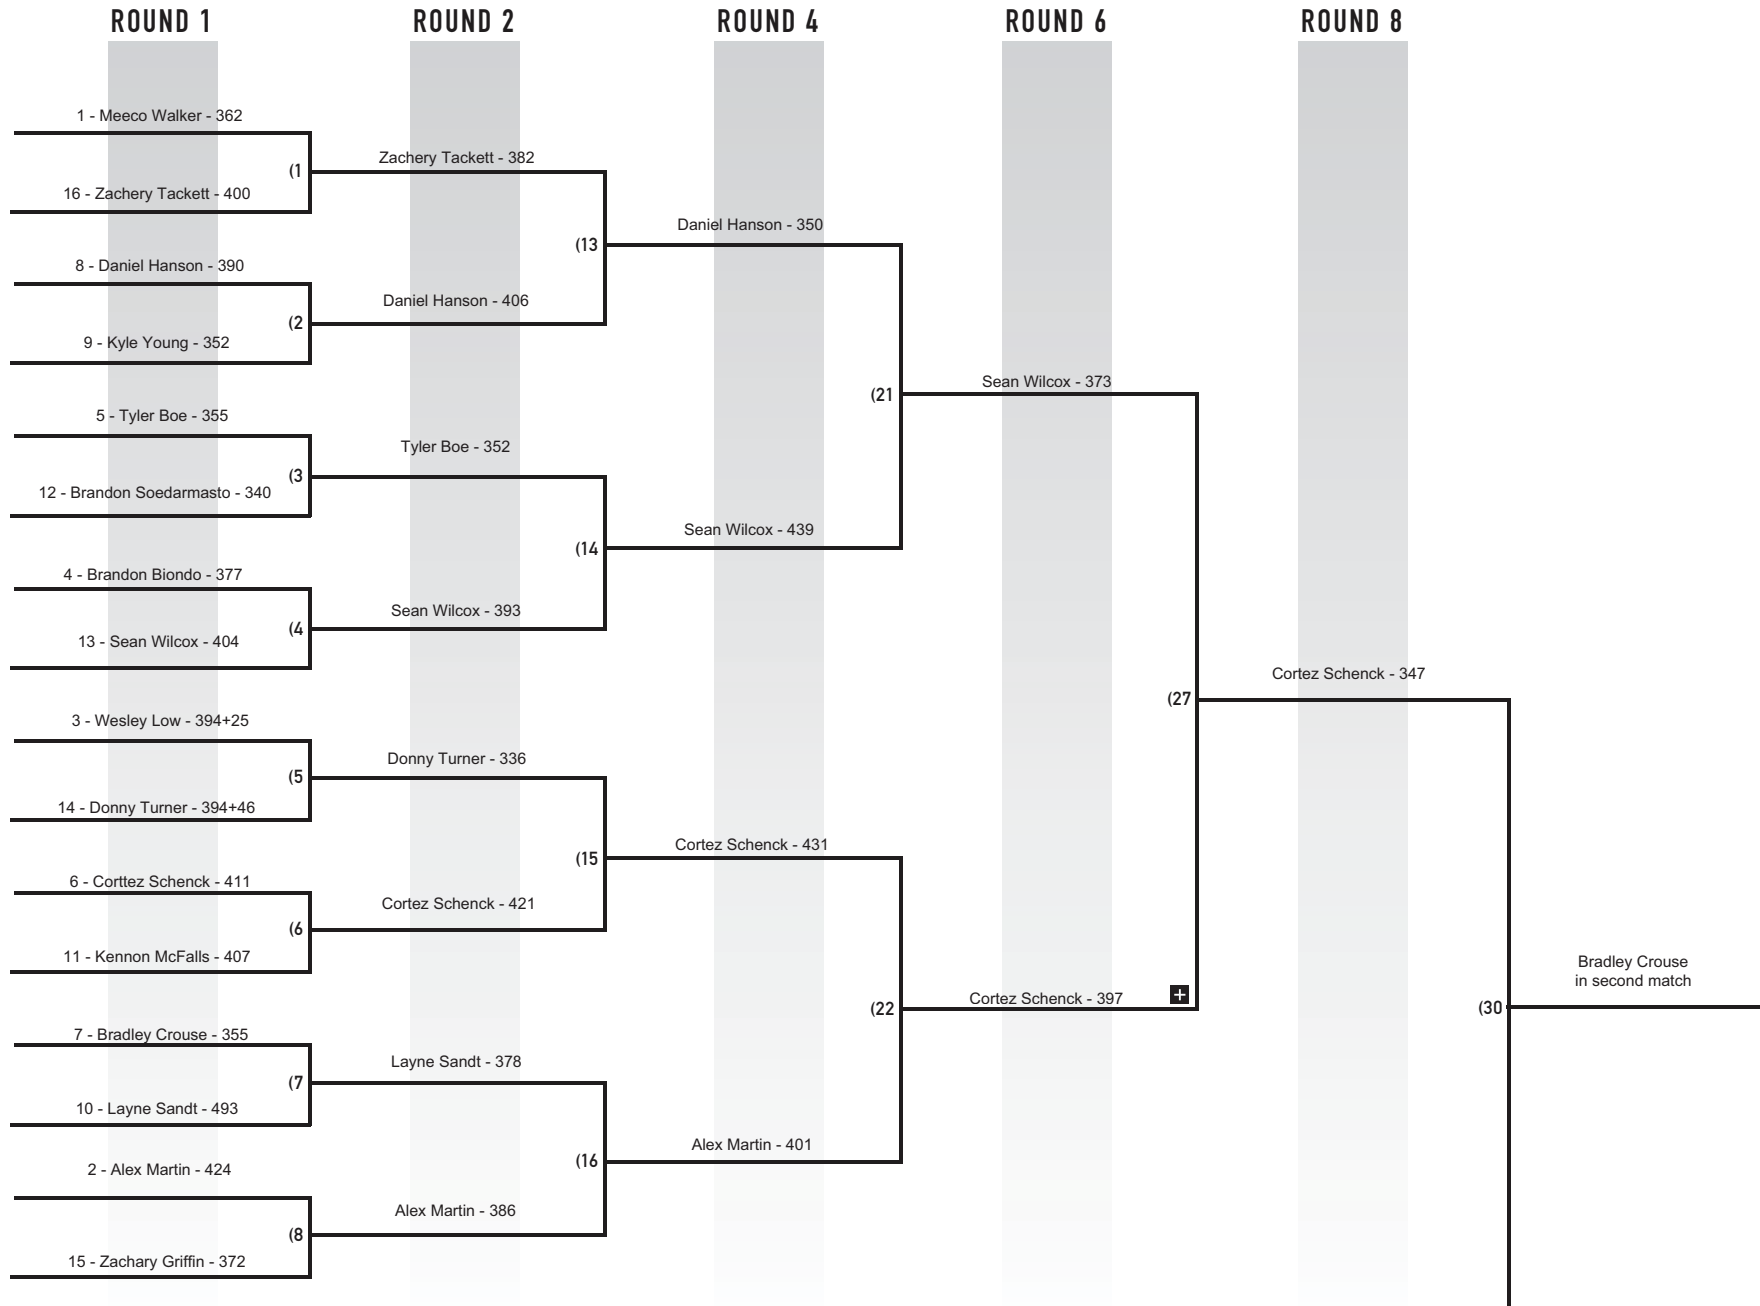 ROUND 1
ROUND 2
ROUND 4
ROUND 6
ROUND 8
1 - Meeco Walker - 362
(1
16 - Zachery Tackett - 400
8 - Daniel Hanson - 390
(2
9 - Kyle Young - 352
5 - Tyler Boe - 355
(3
12 - Brandon Soedarmasto - 340
4 - Brandon Biondo - 377
(4
13 - Sean Wilcox - 404
3 - Wesley Low - 394+25
(5
14 - Donny Turner - 394+46
6 - Corttez Schenck - 411
(6
11 - Kennon McFalls - 407
7 - Bradley Crouse - 355
(7
10 - Layne Sandt - 493
2 - Alex Martin - 424
(8
15 - Zachary Griffin - 372
Zachery Tackett - 382
(13
Daniel Hanson - 406
Tyler Boe - 352
(14
Sean Wilcox - 393
Donny Turner - 336
(15
Cortez Schenck - 421
Layne Sandt - 378
(16
Alex Martin - 386
Daniel Hanson - 350
(21
Sean Wilcox - 439
Cortez Schenck - 431
(22
Alex Martin - 401
Sean Wilcox - 373
(27
Cortez Schenck - 397
+
Cortez Schenck - 347
(30
Bradley Crouse
in second match